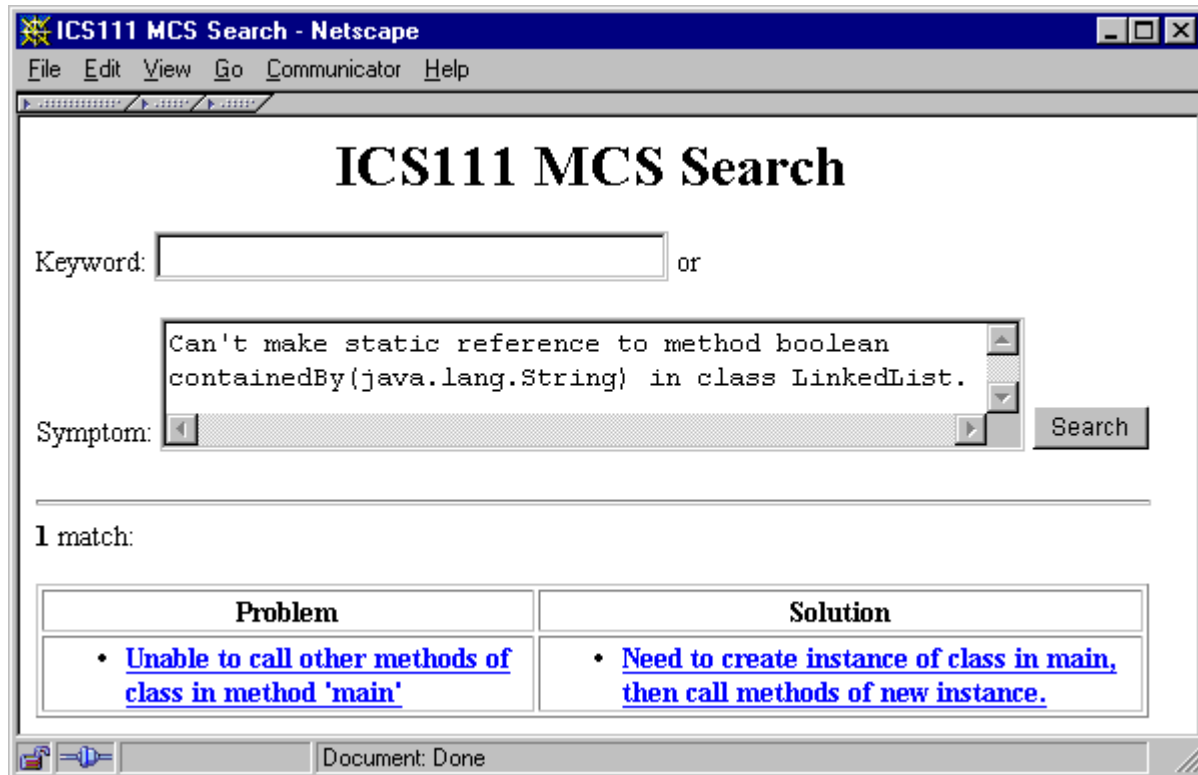 ICS111 MCS Search - Netscape
File Edit View Go Communicator Help
ICS111 MCS Search
Keyword: or
Can't make static reference to method boolean
containedBy(java.lang.String) in class LinkedList.
Symptom: Search
1 match:
Problem Solution
• Unable to call other methods of • Need to create instance of class in main,
class in method 'main' then call methods of new instance.
Document: Done